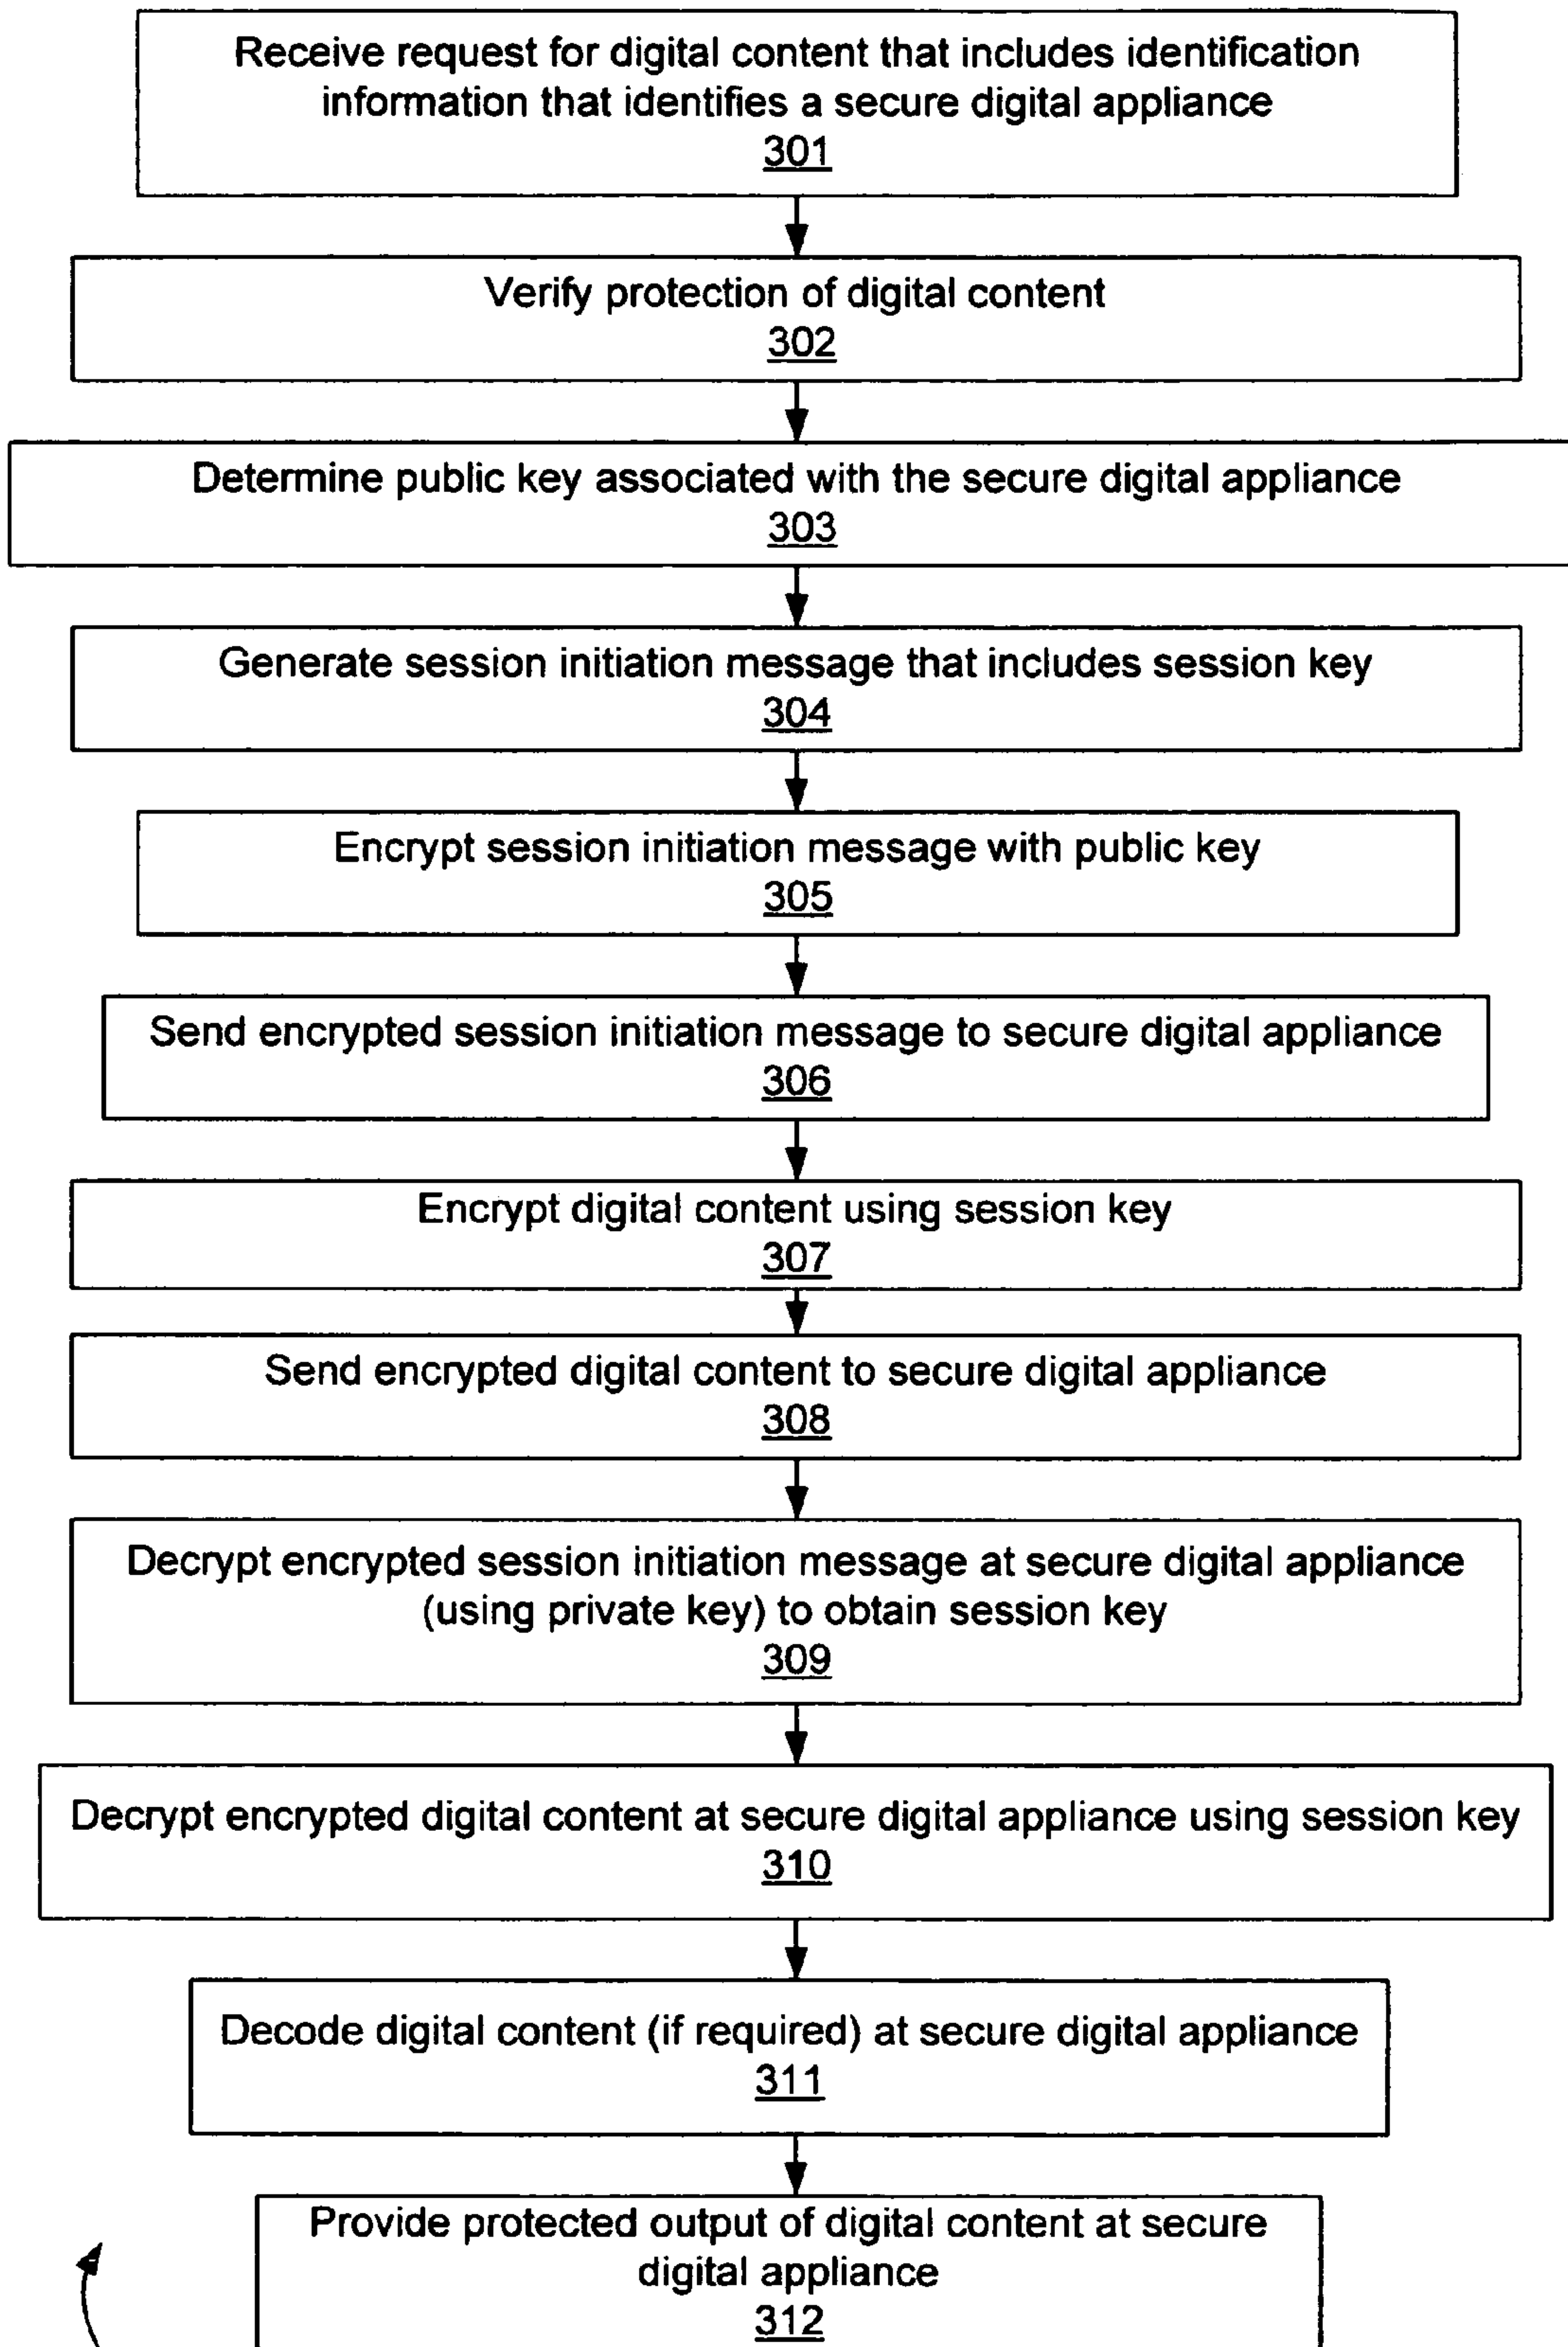 Receive request for digital content that includes identification
information that identifies a secure digital appliance
301
Verify protection of digital content
302
Determine public key associated with the secure digital appliance
303
Generate session initiation message that includes session key
304
Encrypt session initiation message with public key
305
Send encrypted session initiation message to secure digital appliance
306
Encrypt digital content using session key
307
Send encrypted digital content to secure digital appliance
308
Decrypt encrypted session initiation message at secure digital appliance
(using private key) to obtain session key
309
Decrypt encrypted digital content at secure digital appliance using session key
310
Decode digital content (if required) at secure digital appliance
311
Provide protected output of digital content at secure
digital appliance
312